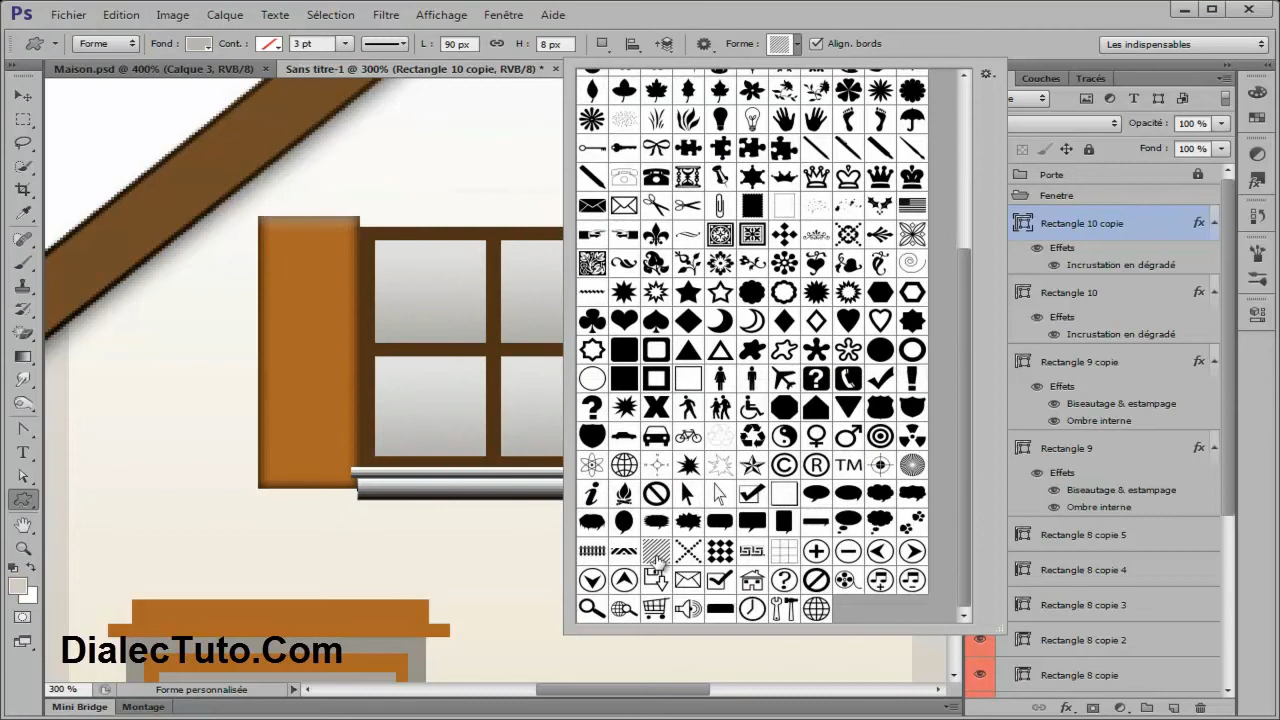 Ps Fichier Edition Image Calque Texte Sélection Filtre Affichage Fenêtre Aide
Forme Fond : Cont. : 3 pt L : 90 px H : 8 px Forme : Align. bords Les indispensables
Maison.psd @ 400% (Calque 3, RVB/8) × Sans titre-1 @ 300% (Rectangle 10 copie, RVB/8) * ×
Couches Tracés
Opacité : 100 %
Fond : 100 %
Porte
Fenetre
Rectangle 10 copie fx
Effets
Incrustation en dégradé
Rectangle 10 fx
Effets
Incrustation en dégradé
Rectangle 9 copie fx
Effets
Biseautage & estampage
Ombre interne
Rectangle 9 fx
Effets
Biseautage & estampage
Ombre interne
Rectangle 8 copie 5
Rectangle 8 copie 4
Rectangle 8 copie 3
Rectangle 8 copie 2
Rectangle 8 copie
TM
DialecTuto.Com
300 % Forme personnalisée
Mini Bridge Montage